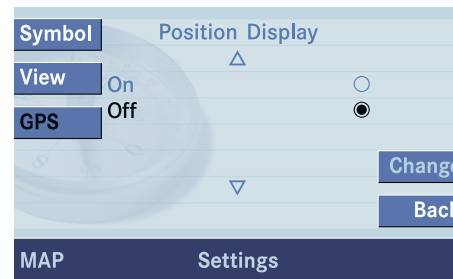 Symbol
Position Display
View
On
Off
GPS
Change
Back
MAP
Settings